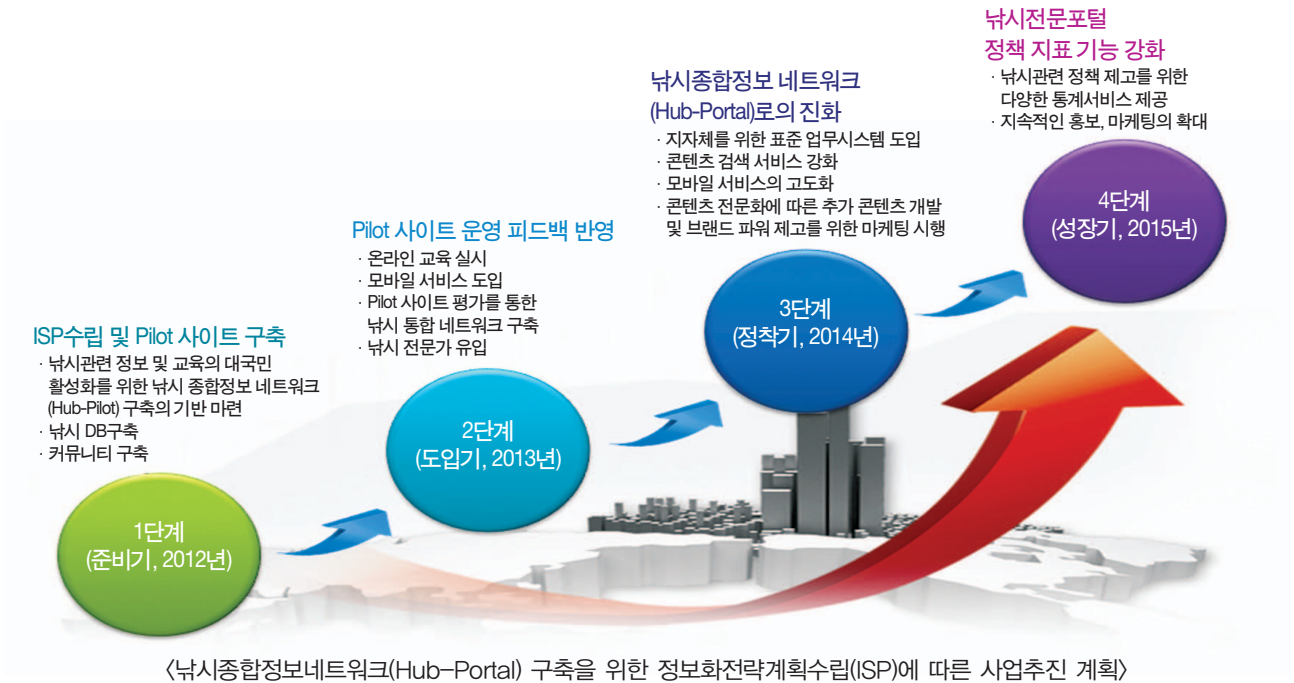 ISP수립 및 Pilot 사이트 구축
· 낚시관련 정보 및 교육의 대국민
활성화를 위한 낚시 종합정보 네트워크
(Hub-Pilot) 구축의 기반 마련
· 낚시 DB구축
· 커뮤니티 구축
1단계
(준비기, 2012년)
Pilot 사이트 운영 피드백 반영
· 온라인 교육 실시
· 모바일 서비스 도입
· Pilot 사이트 평가를 통한
낚시 통합 네트워크 구축
· 낚시 전문가 유입
2단계
(도입기, 2013년)
낚시종합정보 네트워크
(Hub-Portal)로의 진화
· 지자체를 위한 표준 업무시스템 도입
· 콘텐츠 검색 서비스 강화
· 모바일 서비스의 고도화
· 콘텐츠 전문화에 따른 추가 콘텐츠 개발
및 브랜드 파워 제고를 위한 마케팅 시행
3단계
(정착기, 2014년)
낚시전문포털
정책 지표 기능 강화
· 낚시관련 정책 제고를 위한
다양한 통계서비스 제공
· 지속적인 홍보, 마케팅의 확대
4단계
(성장기, 2015년)
〈낚시종합정보네트워크(Hub-Portal) 구축을 위한 정보화전략계획수립(ISP)에 따른 사업추진 계획〉